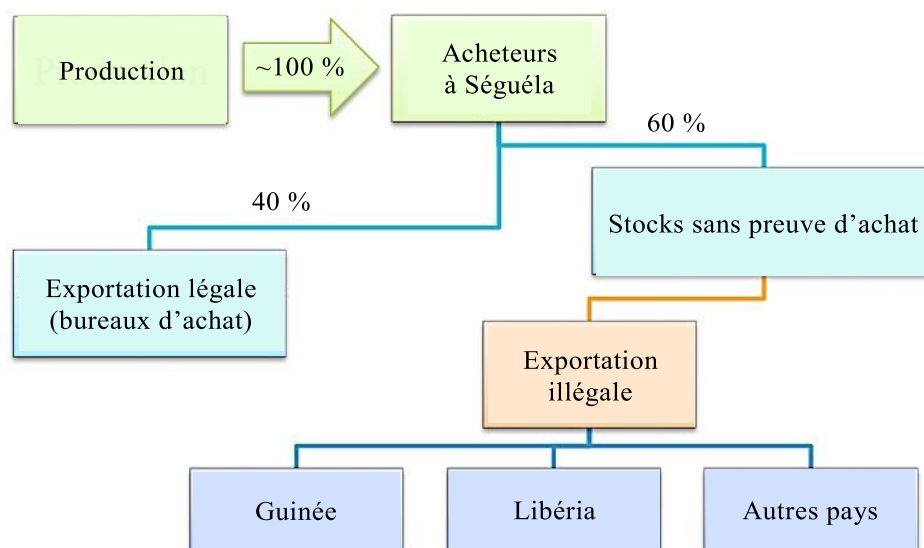 Production
~100 %
Acheteurs
à Séguéla
60 %
40 %
Stocks sans preuve d’achat
Exportation légale
(bureaux d’achat)
Exportation
illégale
Guinée
Libéria
Autres pays